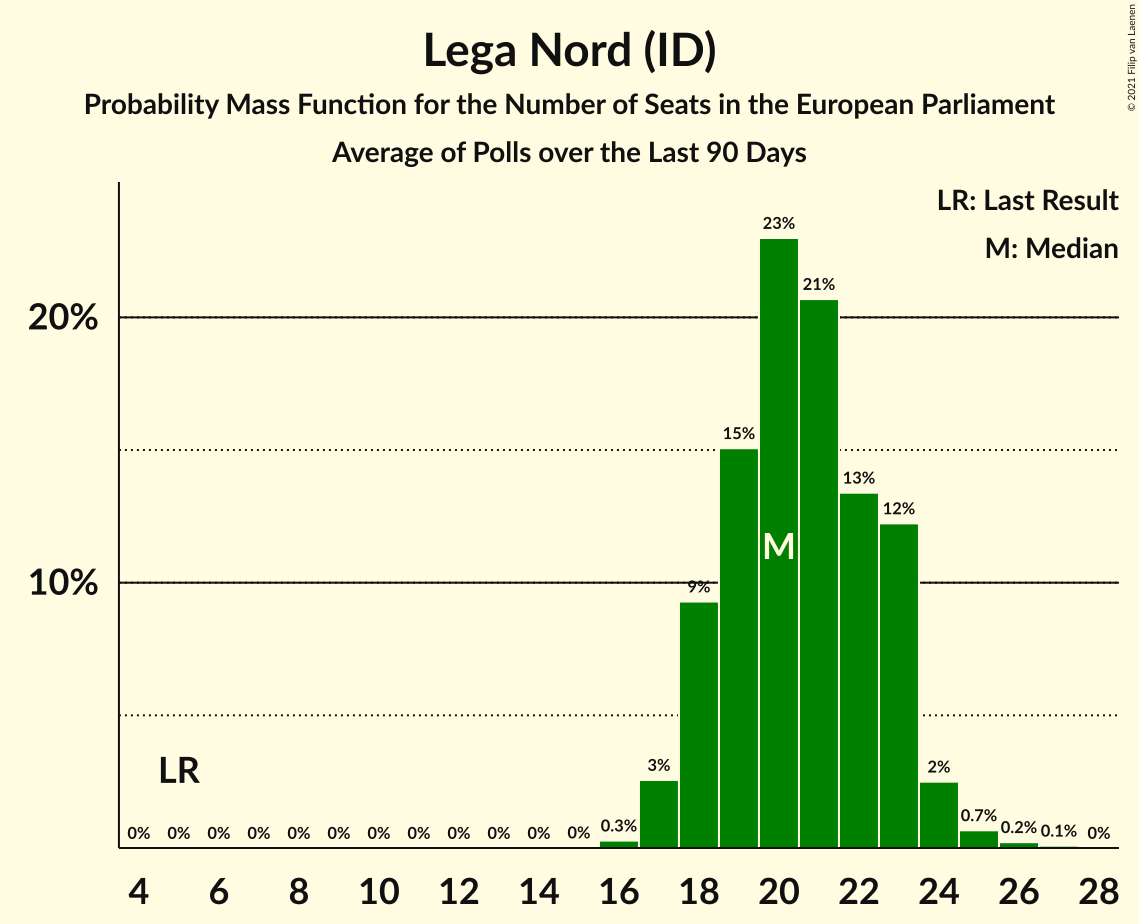 Lega Nord (ID)
Probability Mass Function for the Number of Seats in the European Parliament
Average of Polls over the Last 90 Days
© 2021 Filip van Laenen
LR: Last Result
M: Median
20%
10%
0% 0% 0% 0% 0% 0% 0% 0% 0% 0% 0% 0% 0.3% 3% 9% 15% 23% 21% 13% 12% 2% 0.7% 0.2% 0.1% 0%
LR
M
4 6 8 10 12 14 16 18 20 22 24 26 28